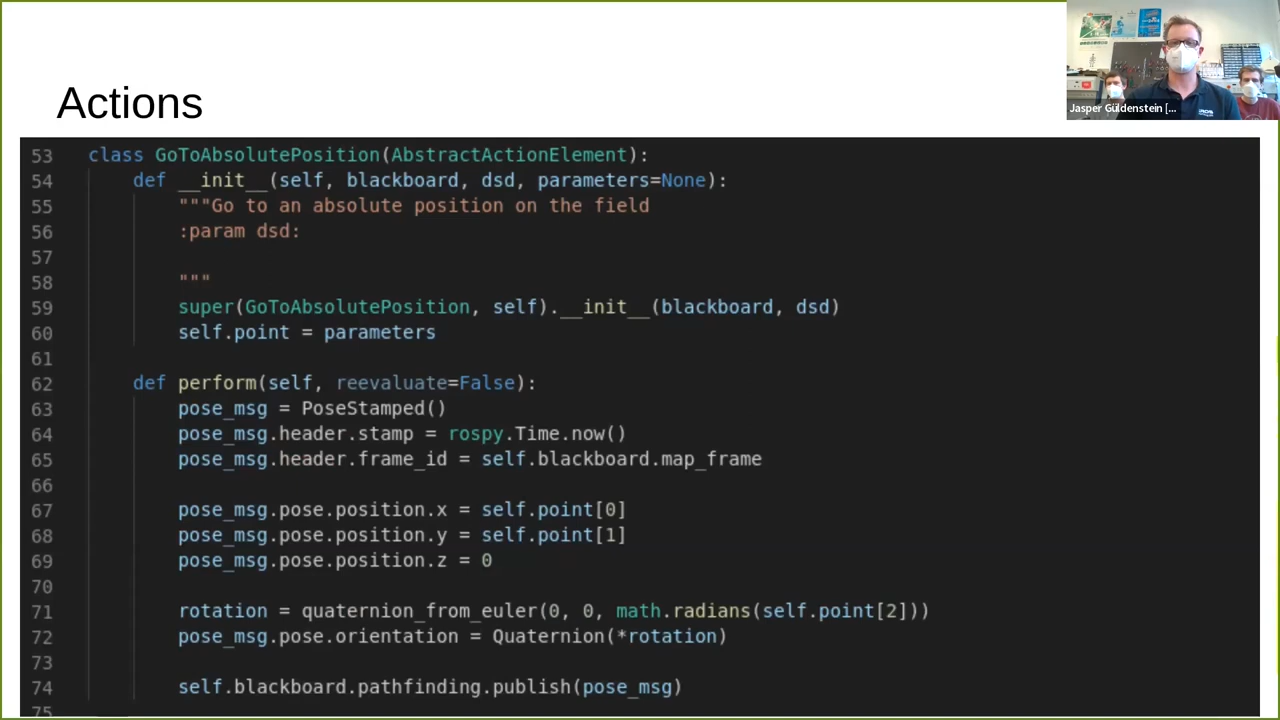 Actions
Jasper Güldenstein [...
53 class GoToAbsolutePosition(AbstractActionElement):
54 def __init__(self, blackboard, dsd, parameters=None):
55 """Go to an absolute position on the field
56 :param dsd:
57
58 """
59 super(GoToAbsolutePosition, self).__init__(blackboard, dsd)
60 self.point = parameters
61
62 def perform(self, reevaluate=False):
63 pose_msg = PoseStamped()
64 pose_msg.header.stamp = rospy.Time.now()
65 pose_msg.header.frame_id = self.blackboard.map_frame
66
67 pose_msg.pose.position.x = self.point[0]
68 pose_msg.pose.position.y = self.point[1]
69 pose_msg.pose.position.z = 0
70
71 rotation = quaternion_from_euler(0, 0, math.radians(self.point[2]))
72 pose_msg.pose.orientation = Quaternion(*rotation)
73
74 self.blackboard.pathfinding.publish(pose_msg)
75